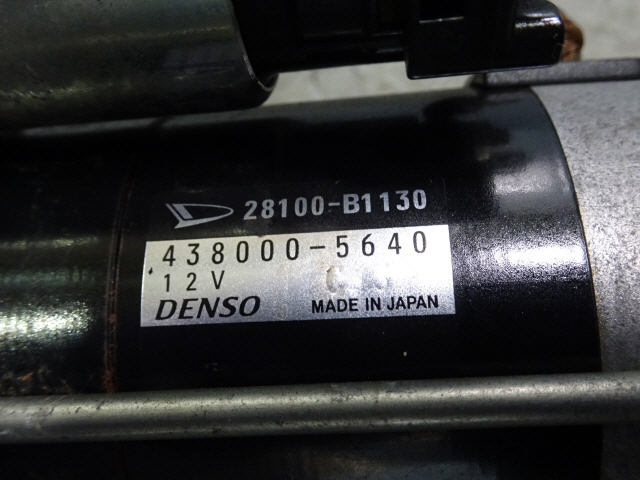 28100-B1130
438000-5640
12V
DENSO MADE IN JAPAN